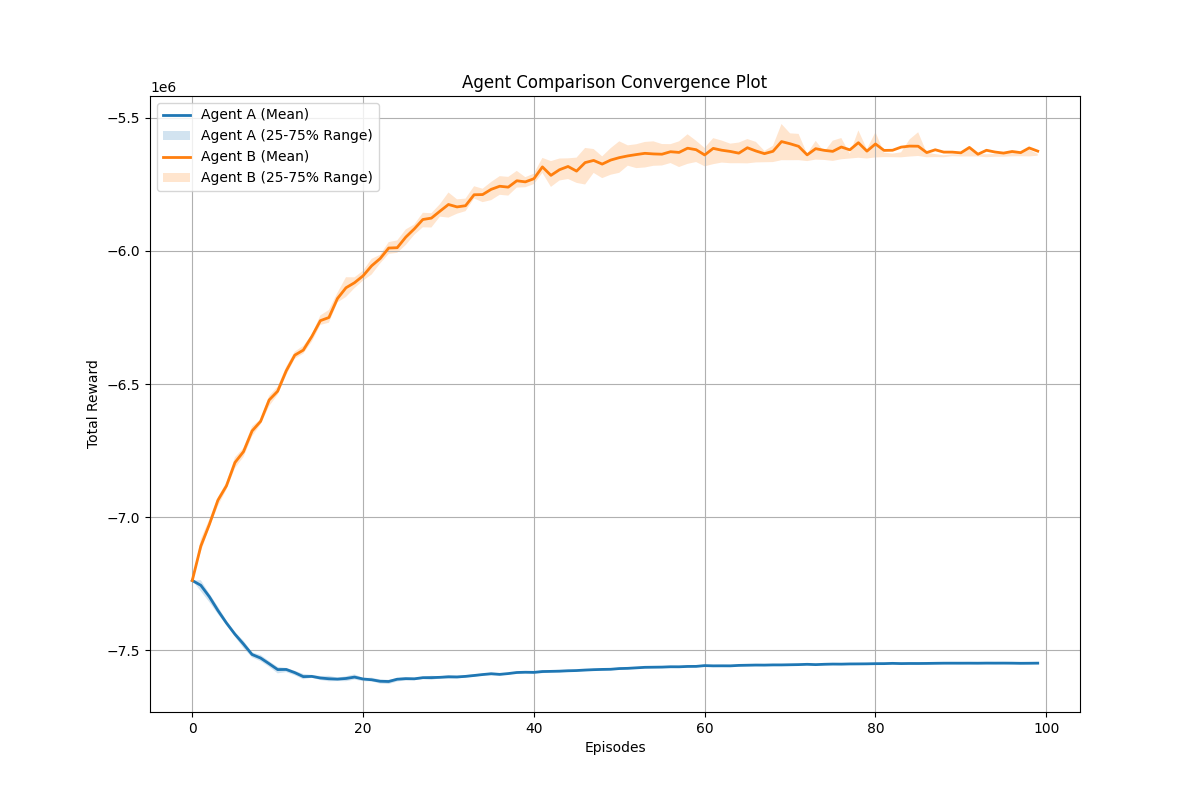 Agent Comparison Convergence Plot
1e6
Agent A (Mean)
Agent A (25-75% Range)
Agent B (Mean)
Agent B (25-75% Range)
−5.5
−6.0
−6.5
−7.0
−7.5
Total Reward
0 20 40 60 80 100
Episodes